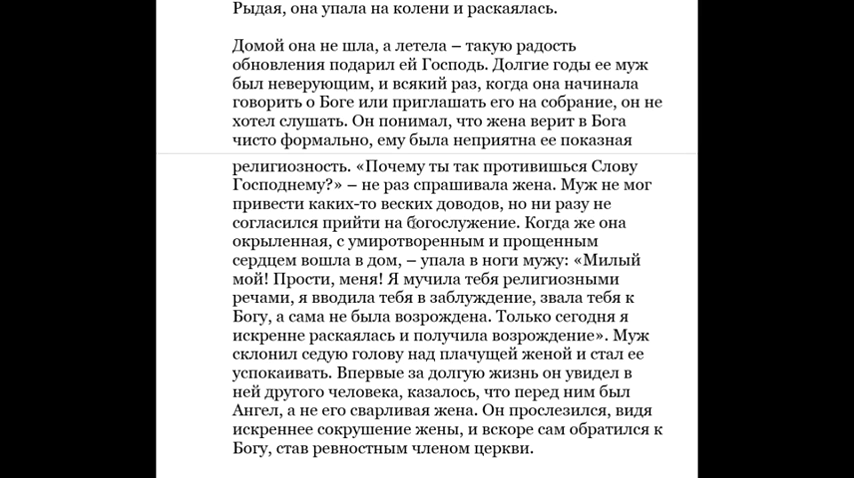 Рыдая, она упала на колени и раскаялась.
Домой она не шла, а летела – такую радость
обновления подарил ей Господь. Долгие годы ее муж
был неверующим, и всякий раз, когда она начинала
говорить о Боге или приглашать его на собрание, он не
хотел слушать. Он понимал, что жена верит в Бога
чисто формально, ему была неприятна ее показная
религиозность. «Почему ты так противишься Слову
Господнему?» – не раз спрашивала жена. Муж не мог
привести каких-то веских доводов, но ни разу не
согласился прийти на богослужение. Когда же она
окрыленная, с умиротворенным и прощенным
сердцем вошла в дом, – упала в ноги мужу: «Милый
мой! Прости, меня! Я мучила тебя религиозными
речами, я вводила тебя в заблуждение, звала тебя к
Богу, а сама не была возрождена. Только сегодня я
искренне раскаялась и получила возрождение». Муж
склонил седую голову над плачущей женой и стал ее
успокаивать. Впервые за долгую жизнь он увидел в
ней другого человека, казалось, что перед ним был
Ангел, а не его сварливая жена. Он прослезился, видя
искреннее сокрушение жены, и вскоре сам обратился к
Богу, став ревностным членом церкви.